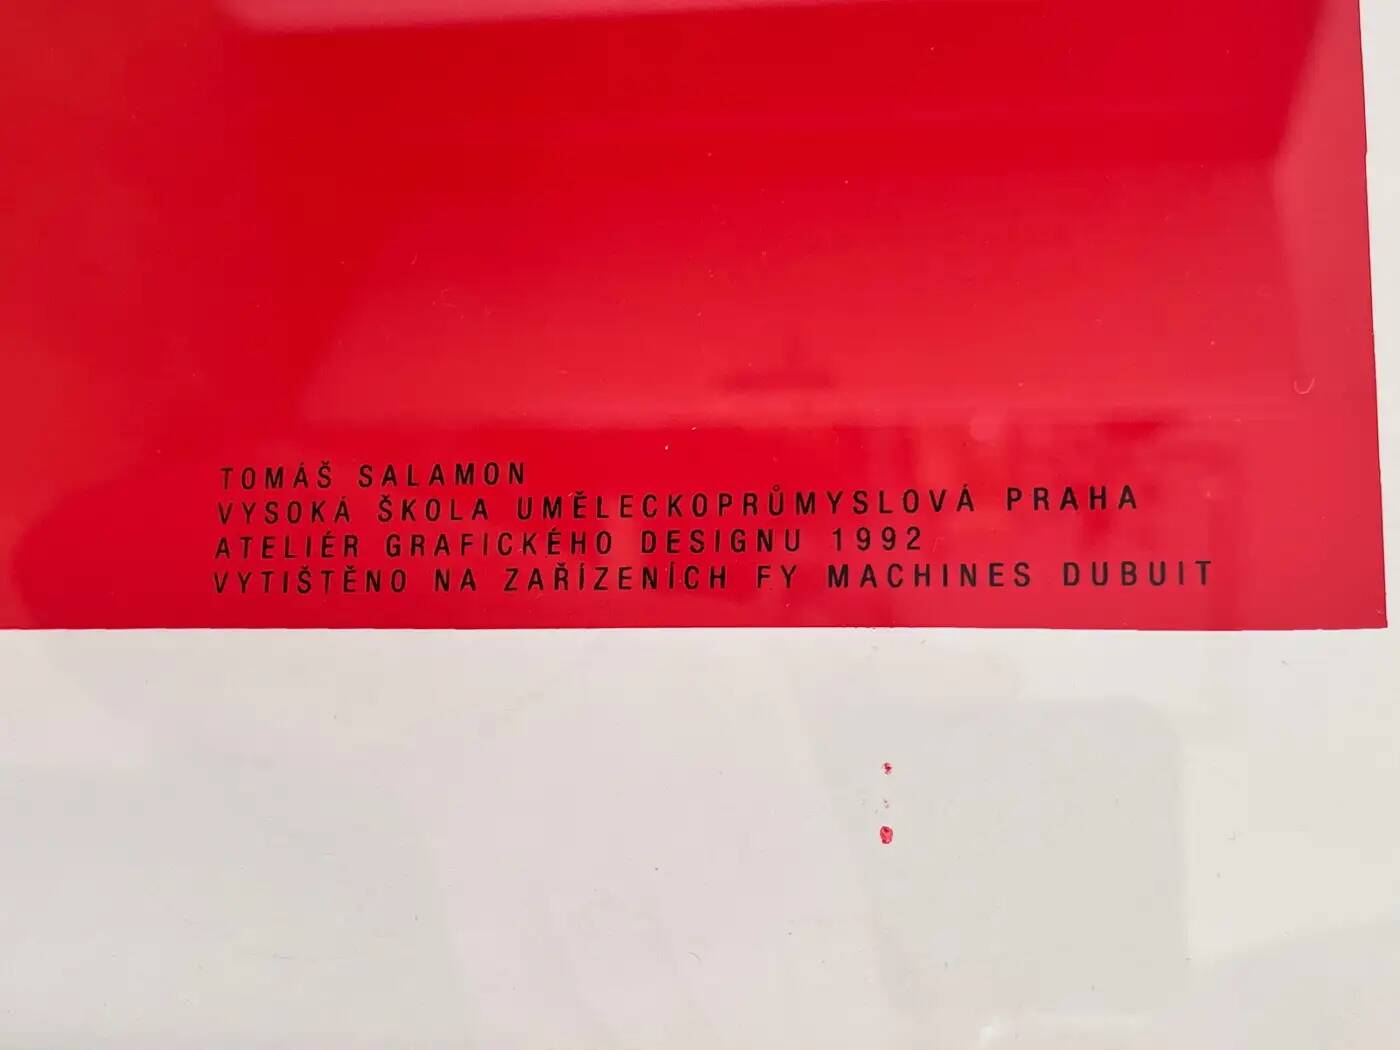 TOMÁŠ SALAMON
VYSOKÁ ŠKOLA UMĚLECKOPRŮMYSLOVÁ PRAHA
ATELIÉR GRAFICKÉHO DESIGNU 1992
VYTIŠTĚNO NA ZAŘÍZENÍCH FY MACHINES DUBUIT